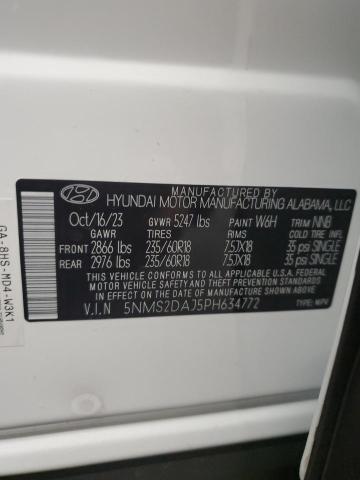 MANUFACTURED BY
HYUNDAI MOTOR MANUFACTURING ALABAMA, LLC
Oct/16/23 GVWR 5247 lbs PAINT W6H TRIM NNB
GAWR TIRES RIMS COLD TIRE INFL
FRONT 2866 lbs 235/60R18 7.5JX18 35 psi SINGLE
REAR 2976 lbs 235/60R18 7.5JX18 35 psi SINGLE
THIS VEHICLE CONFORMS TO ALL APPLICABLE U.S.A FEDERAL
MOTOR VEHICLE SAFETY, BUMPER, AND THEFT PREVENTION
STANDARDS IN EFFECT ON THE DATE OF MANUFACTURE SHOWN ABOVE.
V.I.N 5NMS2DAJ5PH634772 TYPE: MPV
GA-8HS-MD4-W3K1